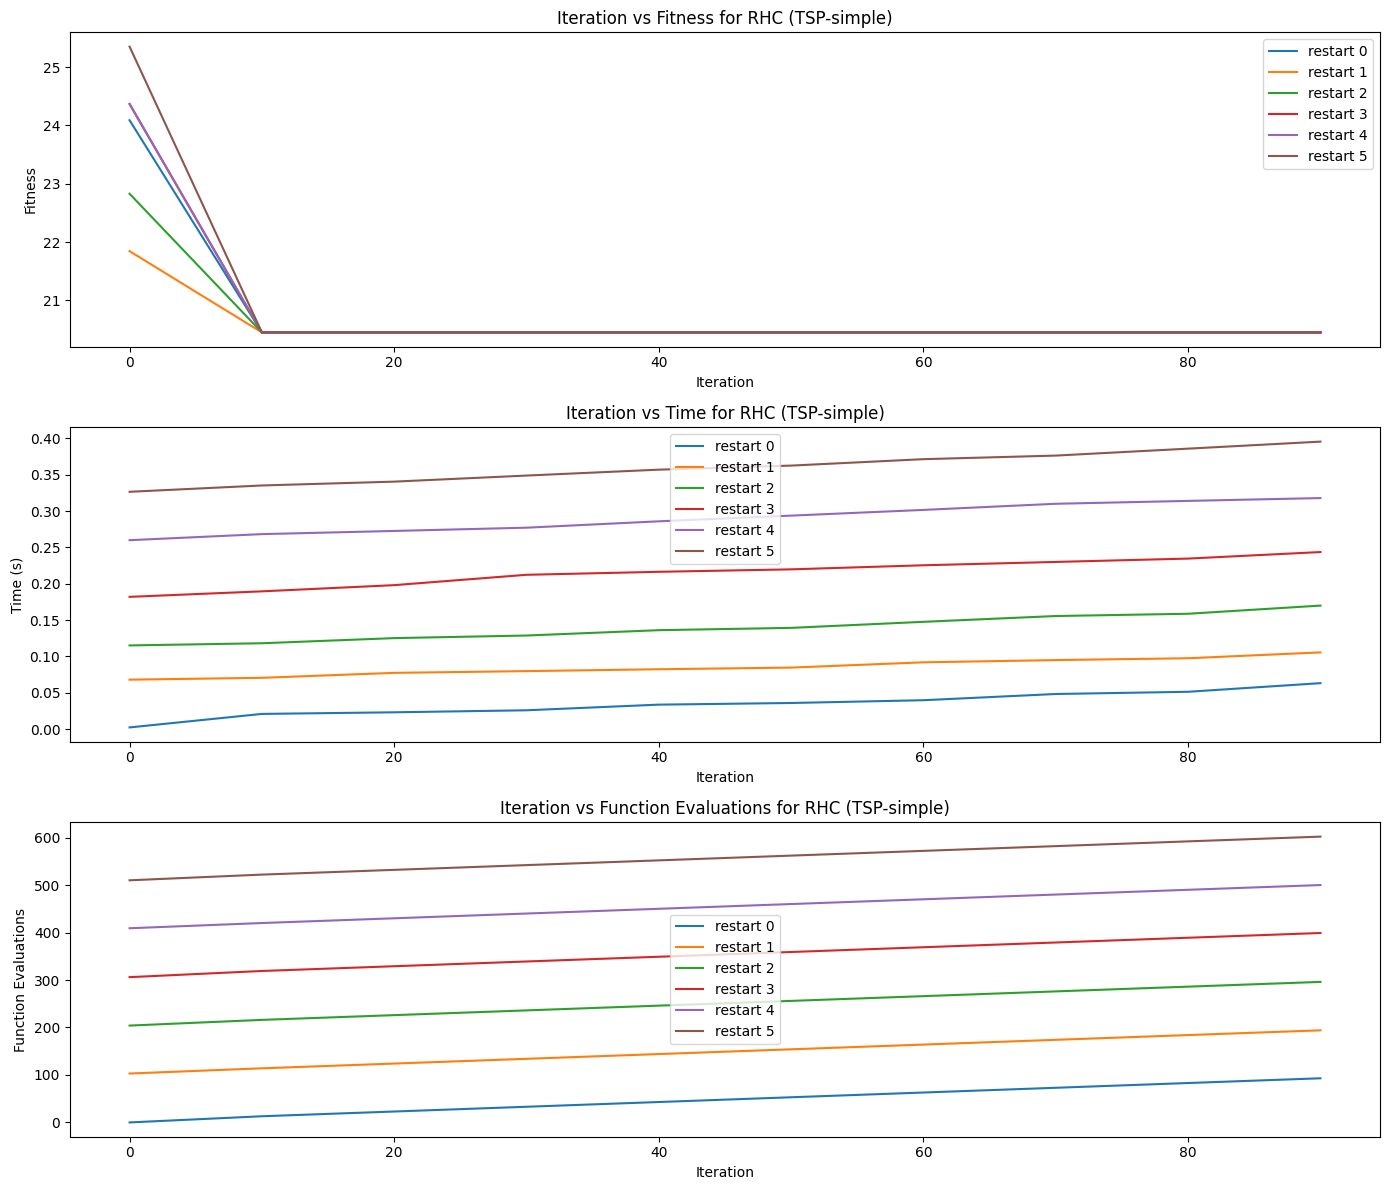 Iteration vs Fitness for RHC (TSP-simple)
25
24
23
22
21
Fitness
restart 0
restart 1
restart 2
restart 3
restart 4
restart 5
0 20 40 60 80
Iteration
Iteration vs Time for RHC (TSP-simple)
0.40
0.35
0.30
0.25
0.20
0.15
0.10
0.05
0.00
Time (s)
restart 0
restart 1
restart 2
restart 3
restart 4
restart 5
0 20 40 60 80
Iteration
Iteration vs Function Evaluations for RHC (TSP-simple)
600
500
400
300
200
100
0
Function Evaluations
restart 0
restart 1
restart 2
restart 3
restart 4
restart 5
0 20 40 60 80
Iteration